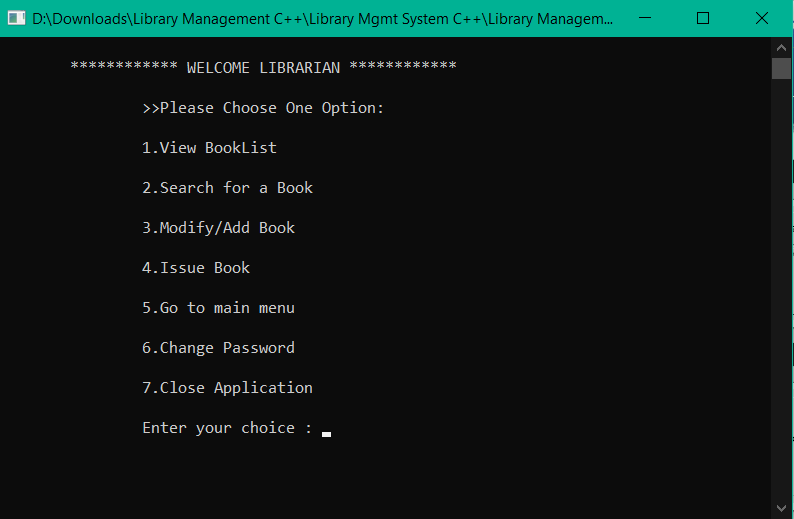 D:\Downloads\Library Management C++\Library Mgmt System C++\Library Managem...
************ WELCOME LIBRARIAN ************
>>Please Choose One Option:
1.View BookList
2.Search for a Book
3.Modify/Add Book
4.Issue Book
5.Go to main menu
6.Change Password
7.Close Application
Enter your choice :